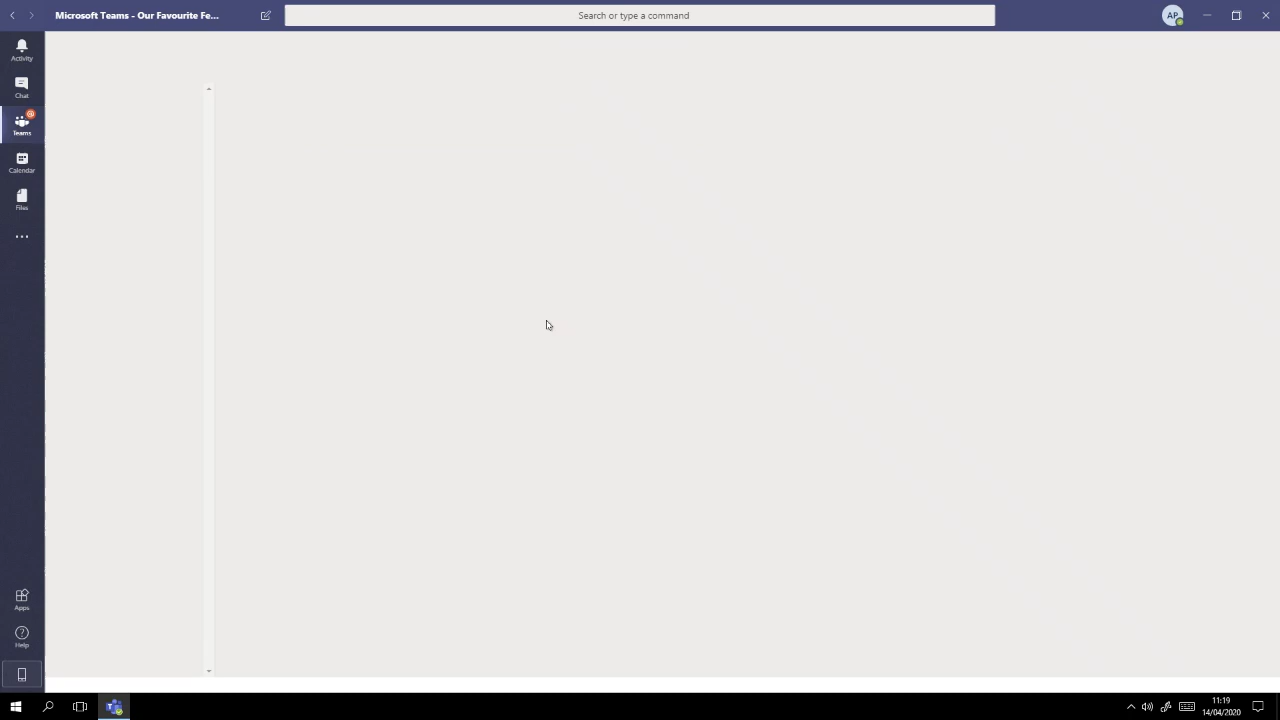 Microsoft Teams - Our Favourite Fe...
Search or type a command
AP
Activity
Chat
Teams
Calendar
Files
Apps
Help
11:19
14/04/2020